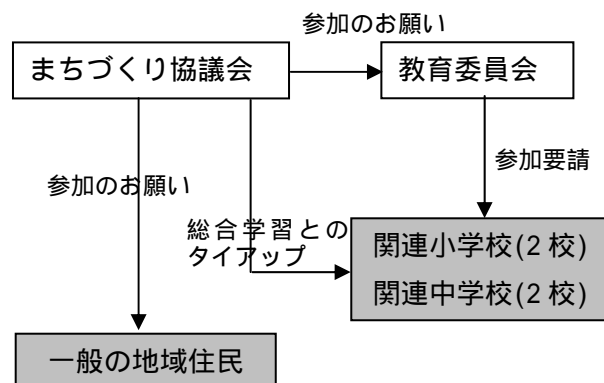 参加のお願い
まちづくり協議会
教育委員会
参加要請
参加のお願い
総合学習との
タイアップ
関連小学校(2校)
関連中学校(2校)
一般の地域住民